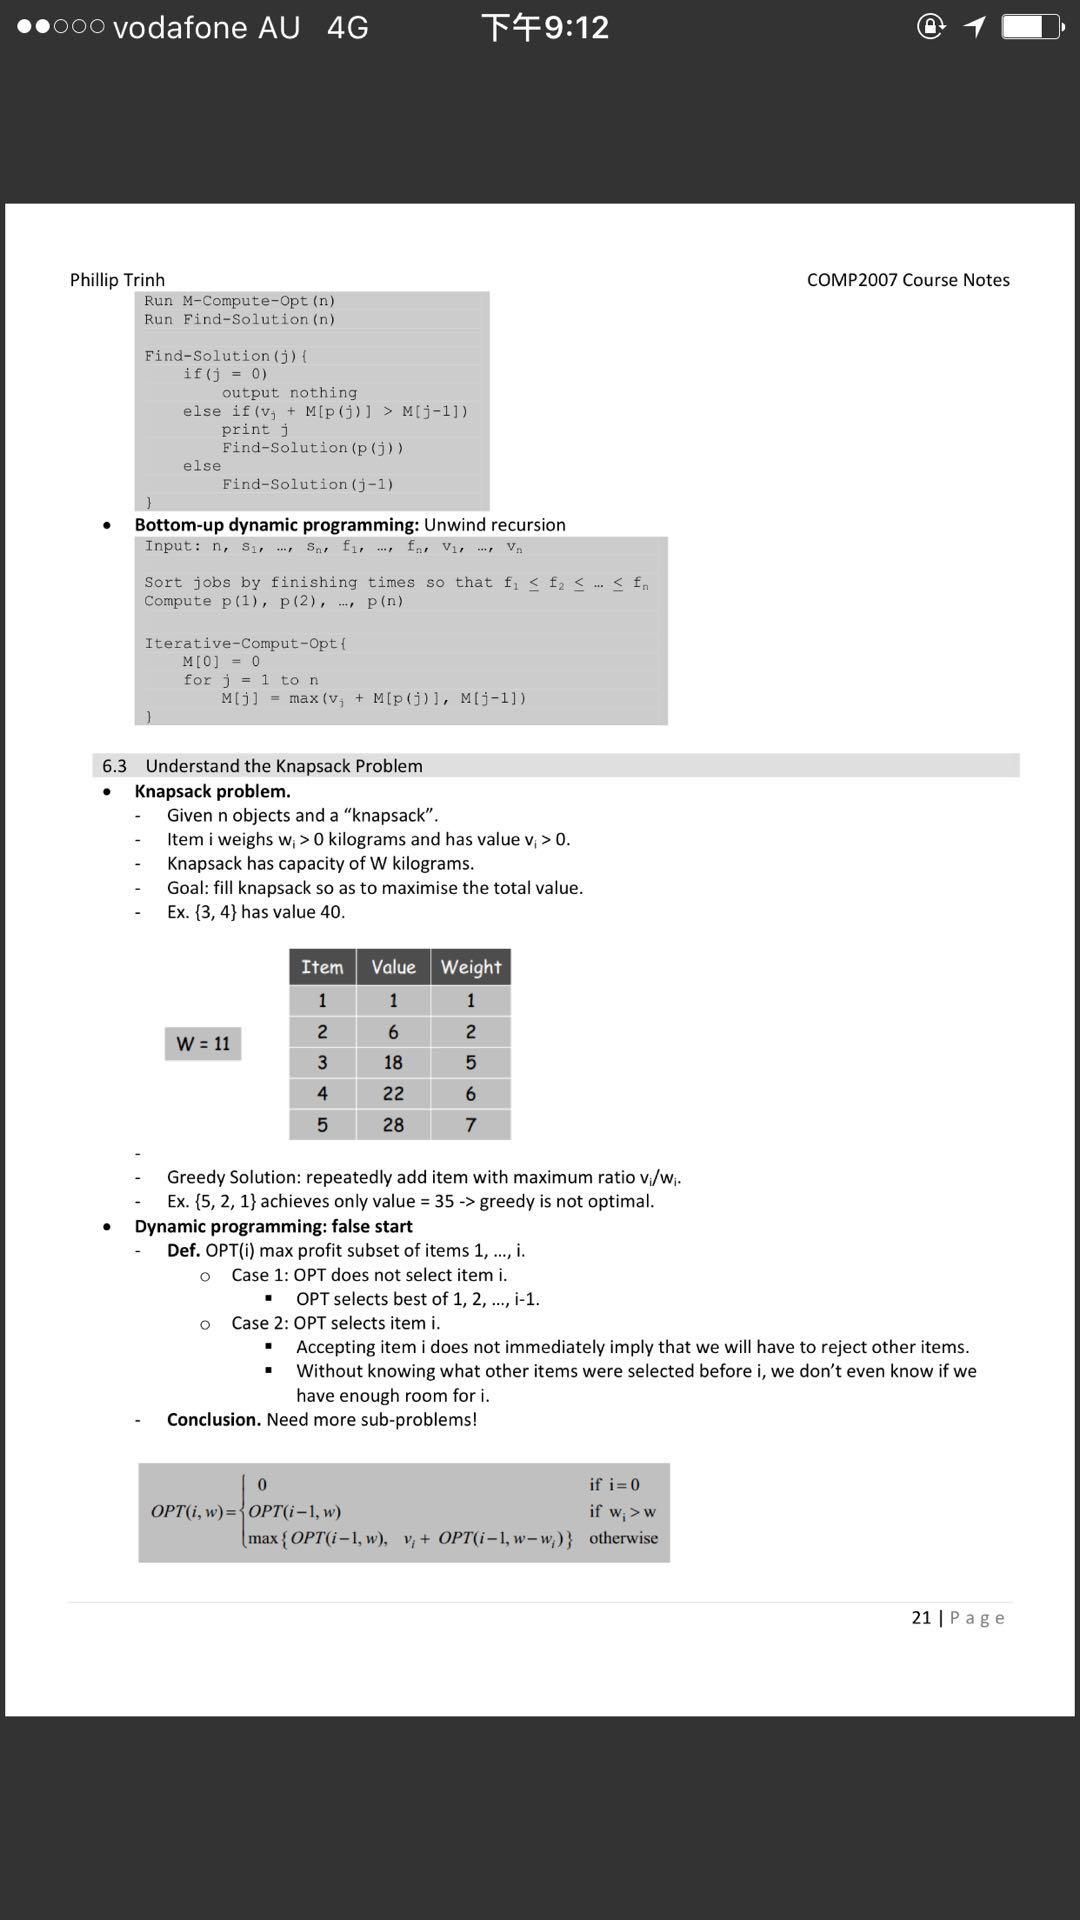 vodafone AU 4G 下午9:12
Phillip Trinh COMP2007 Course Notes
Run M-Compute-Opt(n)
Run Find-Solution(n)
Find-Solution(j){
if(j = 0)
output nothing
else if(vⱼ + M[p(j)] > M[j-1])
print j
Find-Solution(p(j))
else
Find-Solution(j-1)
}
• Bottom-up dynamic programming: Unwind recursion
Input: n, s₁, …, sₙ, f₁, …, fₙ, v₁, …, vₙ
Sort jobs by finishing times so that f₁ ≤ f₂ ≤ … ≤ fₙ
Compute p(1), p(2), …, p(n)
Iterative-Comput-Opt{
M[0] = 0
for j = 1 to n
M[j] = max(vⱼ + M[p(j)], M[j-1])
}
6.3 Understand the Knapsack Problem
• Knapsack problem.
- Given n objects and a “knapsack”.
- Item i weighs wᵢ > 0 kilograms and has value vᵢ > 0.
- Knapsack has capacity of W kilograms.
- Goal: fill knapsack so as to maximise the total value.
- Ex. {3, 4} has value 40.
Item Value Weight
1 1 1
2 6 2
W = 11
3 18 5
4 22 6
5 28 7
-
- Greedy Solution: repeatedly add item with maximum ratio vᵢ/wᵢ.
- Ex. {5, 2, 1} achieves only value = 35 -> greedy is not optimal.
• Dynamic programming: false start
- Def. OPT(i) max profit subset of items 1, …, i.
o Case 1: OPT does not select item i.
▪ OPT selects best of 1, 2, …, i-1.
o Case 2: OPT selects item i.
▪ Accepting item i does not immediately imply that we will have to reject other items.
▪ Without knowing what other items were selected before i, we don’t even know if we
have enough room for i.
- Conclusion. Need more sub-problems!
0 if i=0
OPT(i, w)= OPT(i−1, w) if wᵢ > w
max{OPT(i−1, w), vᵢ + OPT(i−1, w−wᵢ)} otherwise
21 | Page